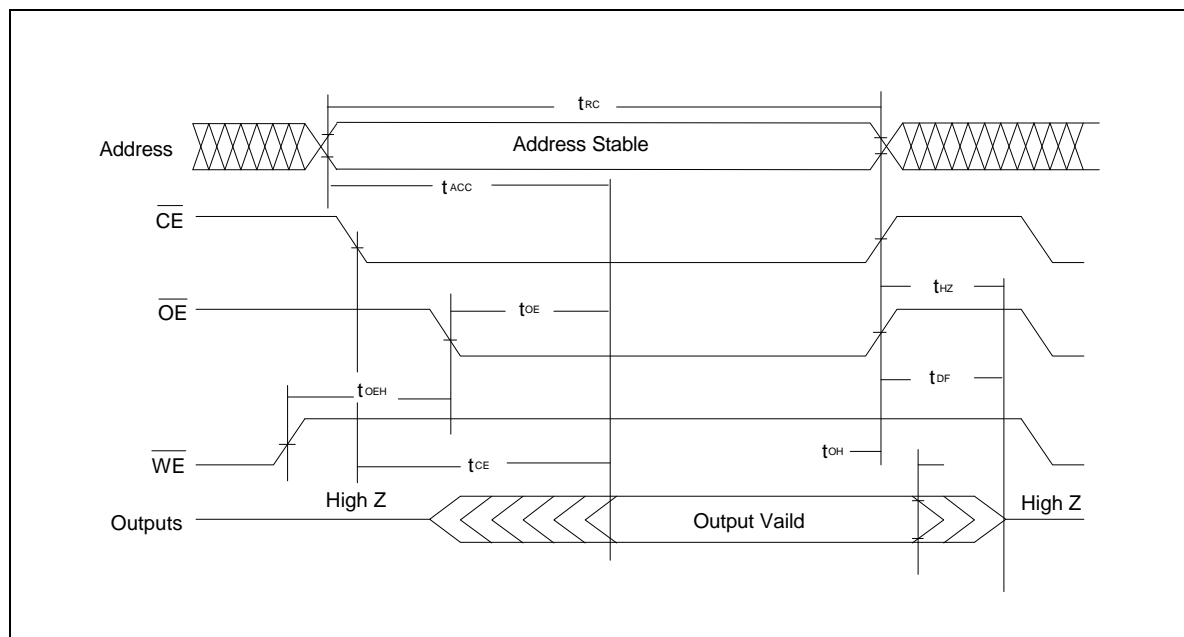 tRC
Address
Address Stable
tACC
CE
tHZ
OE
tOE
tDF
tOEH
tOH
WE
tCE
High Z
High Z
Outputs
Output Vaild